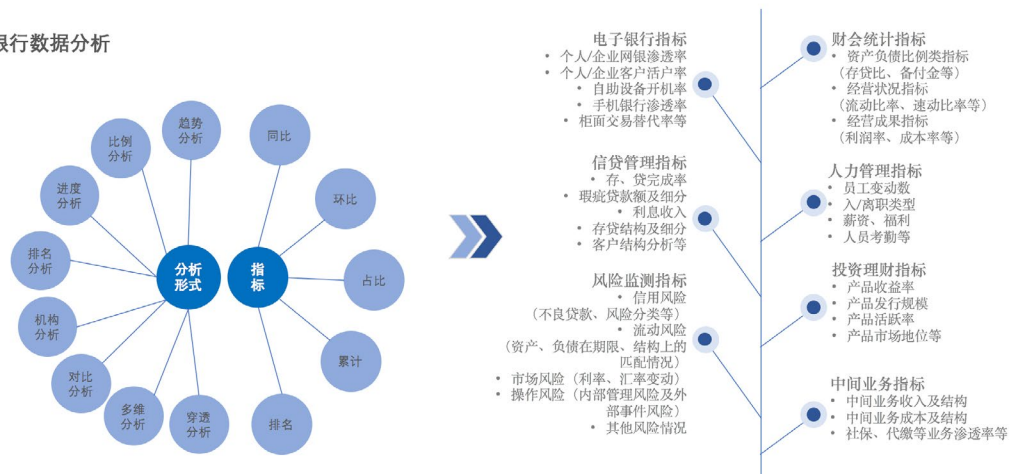 银行数据分析
趋势
分析
比例
分析
进度
分析
排名
分析
机构
分析
对比
分析
多维
分析
穿透
分析
分析
形式
指
标
同比
环比
占比
累计
排名
电子银行指标
• 个人/企业网银渗透率
• 个人/企业客户活户率
• 自助设备开机率
• 手机银行渗透率
• 柜面交易替代率等
信贷管理指标
• 存、贷完成率
• 瑕疵贷款额及细分
• 利息收入
• 存贷结构及细分
• 客户结构分析等
风险监测指标
• 信用风险
（不良贷款、风险分类等）
• 流动风险
（资产、负债在期限、结构上的
匹配情况）
• 市场风险（利率、汇率变动）
• 操作风险（内部管理风险及外
部事件风险）
• 其他风险情况
财会统计指标
• 资产负债比例类指标
（存贷比、备付金等）
• 经营状况指标
（流动比率、速动比率等）
• 经营成果指标
（利润率、成本率等）
人力管理指标
• 员工变动数
• 入/离职类型
• 薪资、福利
• 人员考勤等
投资理财指标
• 产品收益率
• 产品发行规模
• 产品活跃率
• 产品市场地位等
中间业务指标
• 中间业务收入及结构
• 中间业务成本及结构
• 社保、代缴等业务渗透率等